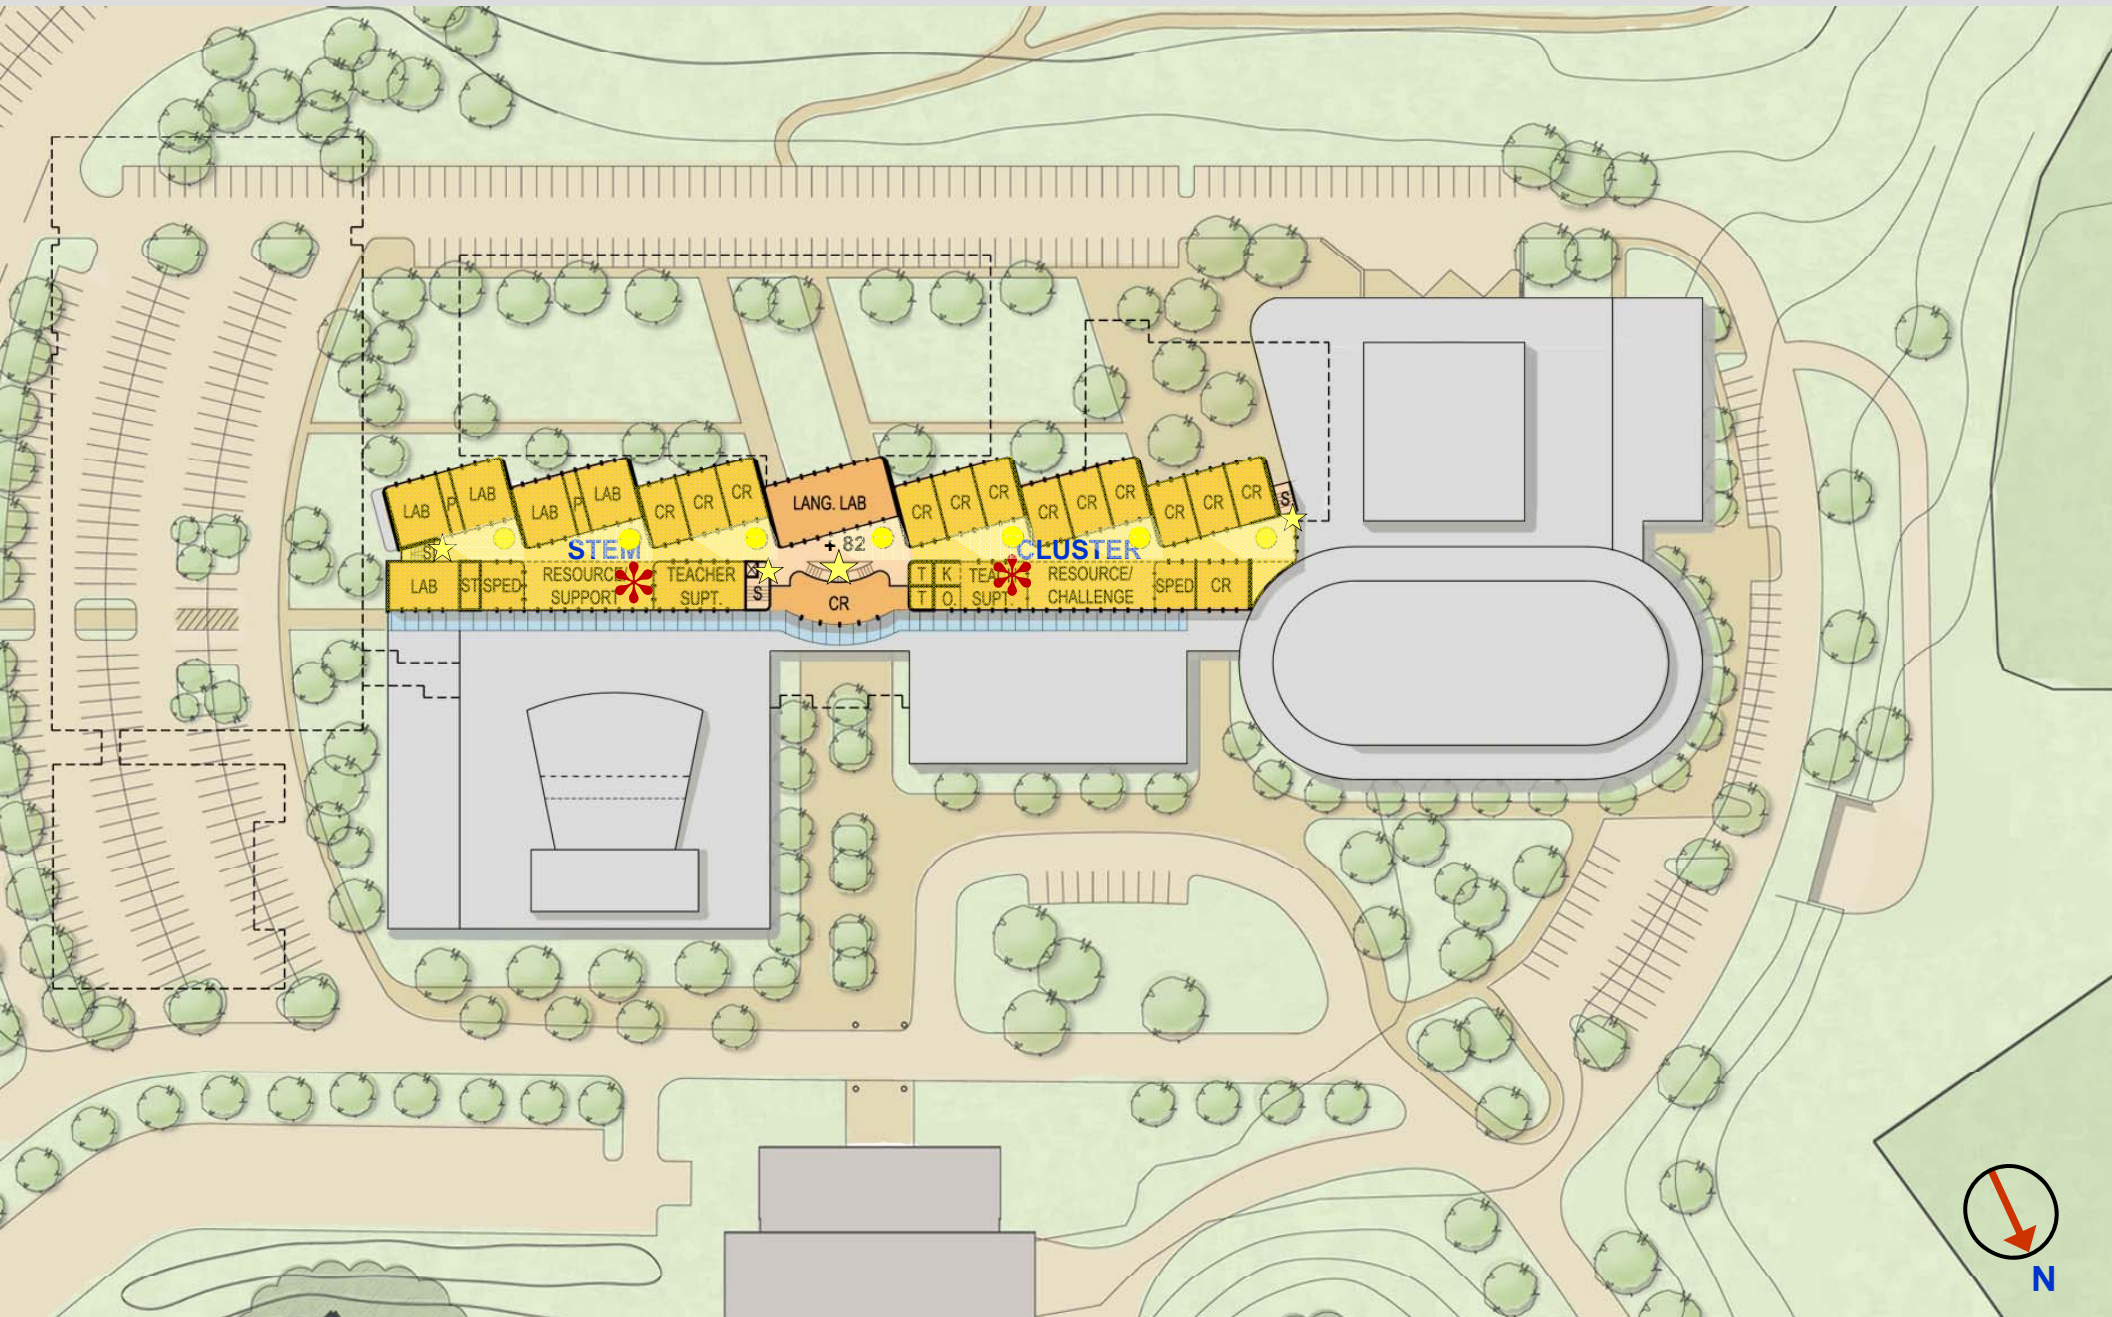 LAB P LAB LAB P LAB CR CR CR LANG. LAB CR CR CR CR CR CR CR CR CR S
STEM + 82 CLUSTER
LAB ST SPED RESOURCE TEACHER T K RESOURCE/ SPED CR
SUPPORT SUPT. S CR T O. SUPT. CHALLENGE
N